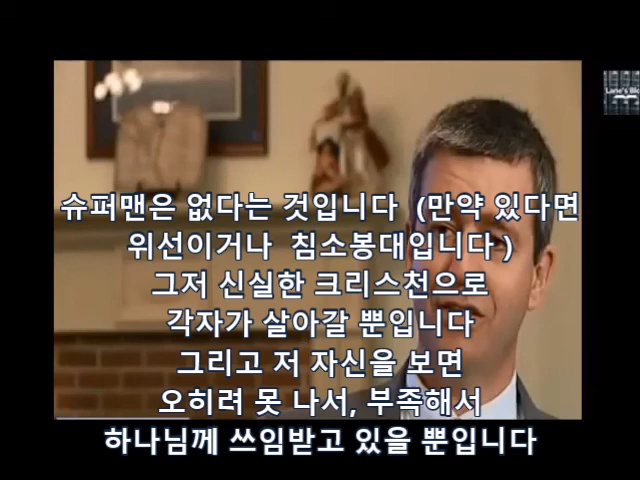 Lane's Blo
슈퍼맨은 없다는 것입니다 (만약 있다면
위선이거나 침소봉대입니다)
그저 신실한 크리스천으로
각자가 살아갈 뿐입니다
그리고 저 자신을 보면
오히려 못 나서, 부족해서
하나님께 쓰임받고 있을 뿐입니다